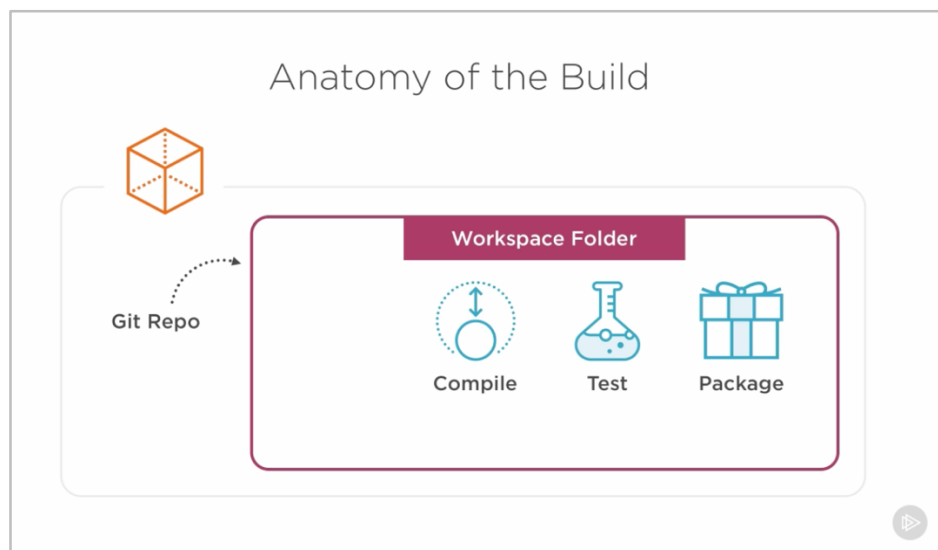 Anatomy of the Build
Workspace Folder
Git Repo
Compile
Test
Package